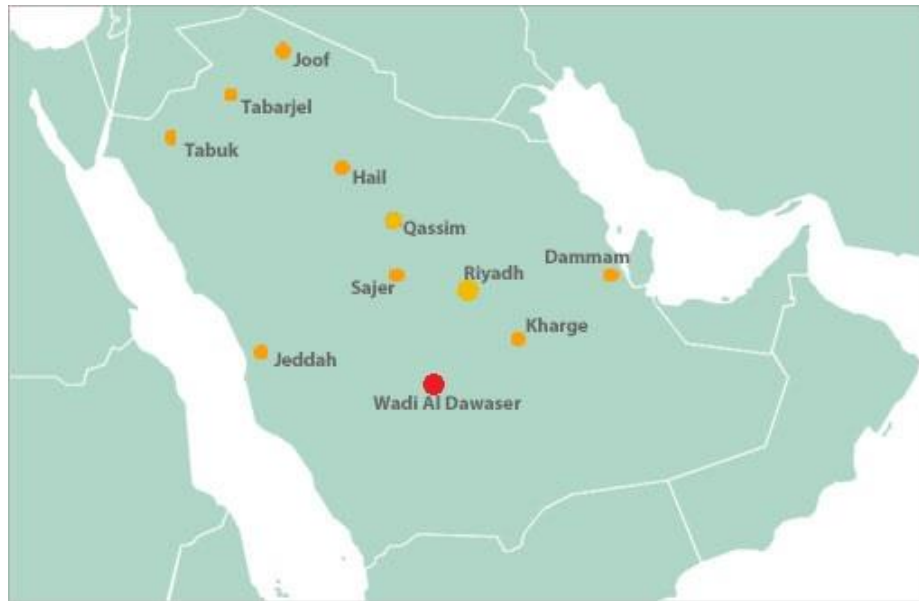 Joof
Tabarjel
Tabuk
Hail
Qassim
Dammam
Riyadh
Sajer
Kharge
Jeddah
Wadi Al Dawaser